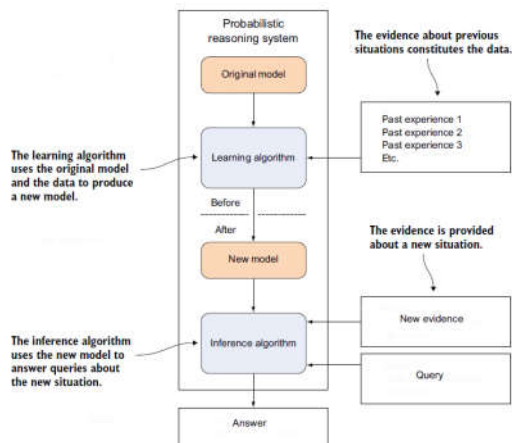 Probabilistic
reasoning system
The evidence about previous
situations constitutes the data.
Original model
Past experience 1
Past experience 2
Past experience 3
Etc.
The learning algorithm
uses the original model
and the data to produce
a new model.
Learning algorithm
Before
After
The evidence is provided
about a new situation.
New model
New evidence
The inference algorithm
uses the new model to
answer queries about
the new situation.
Inference algorithm
Query
Answer